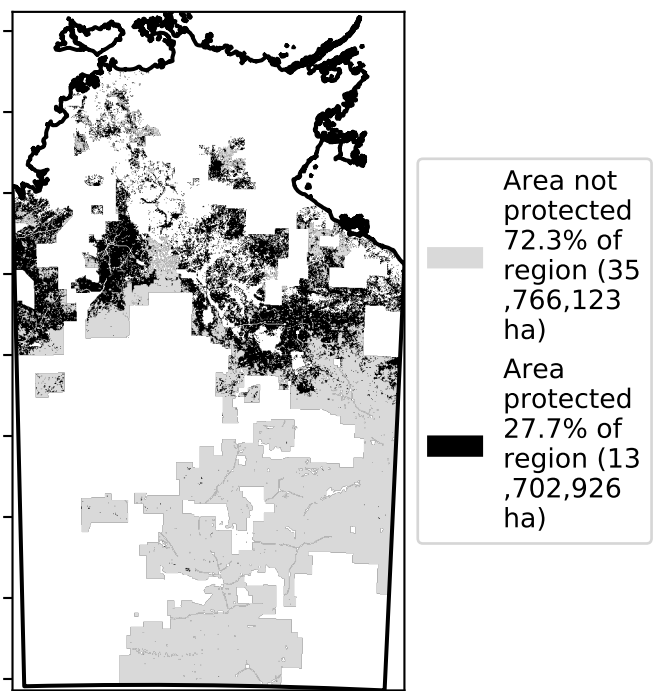 Area not
protected
72.3% of
region (35
,766,123
ha)
Area
protected
27.7% of
region (13
,702,926
ha)